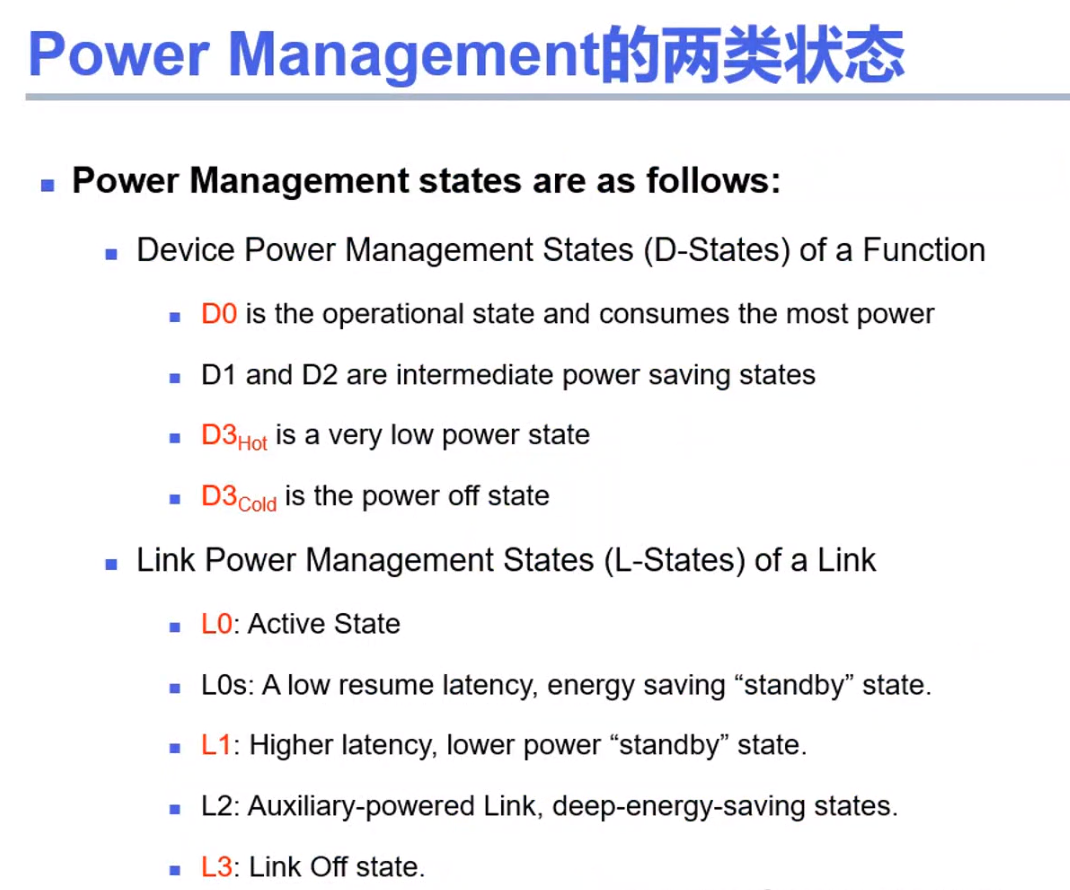 Power Management的两类状态
Power Management states are as follows:
Device Power Management States (D-States) of a Function
D0 is the operational state and consumes the most power
D1 and D2 are intermediate power saving states
D3Hot is a very low power state
D3Cold is the power off state
Link Power Management States (L-States) of a Link
L0: Active State
L0s: A low resume latency, energy saving “standby” state.
L1: Higher latency, lower power “standby” state.
L2: Auxiliary-powered Link, deep-energy-saving states.
L3: Link Off state.